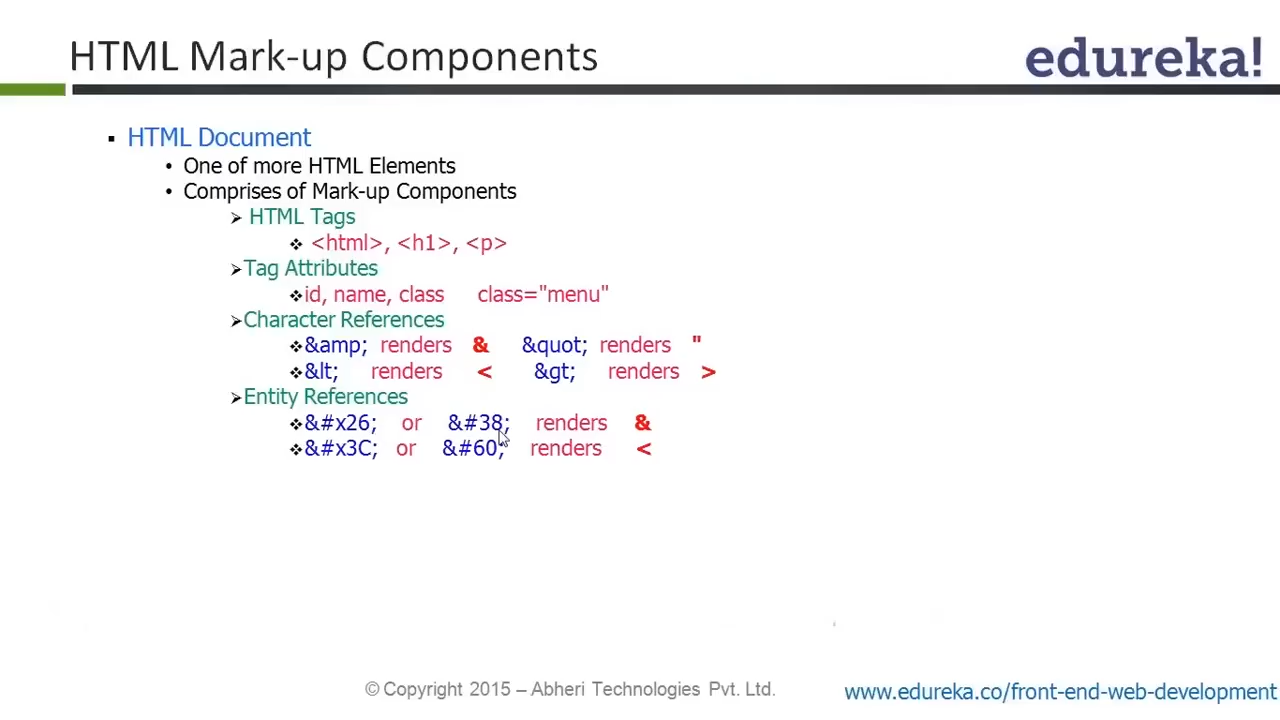 HTML Mark-up Components
edureka!
▪ HTML Document
• One of more HTML Elements
• Comprises of Mark-up Components
➢ HTML Tags
❖ <html>, <h1>, <p>
➢Tag Attributes
❖id, name, class class="menu"
➢Character References
❖&amp; renders & &quot; renders "
❖&lt; renders < &gt; renders >
➢Entity References
❖&#x26; or &#38; renders &
❖&#x3C; or &#60; renders <
© Copyright 2015 – Abheri Technologies Pvt. Ltd.
www.edureka.co/front-end-web-development